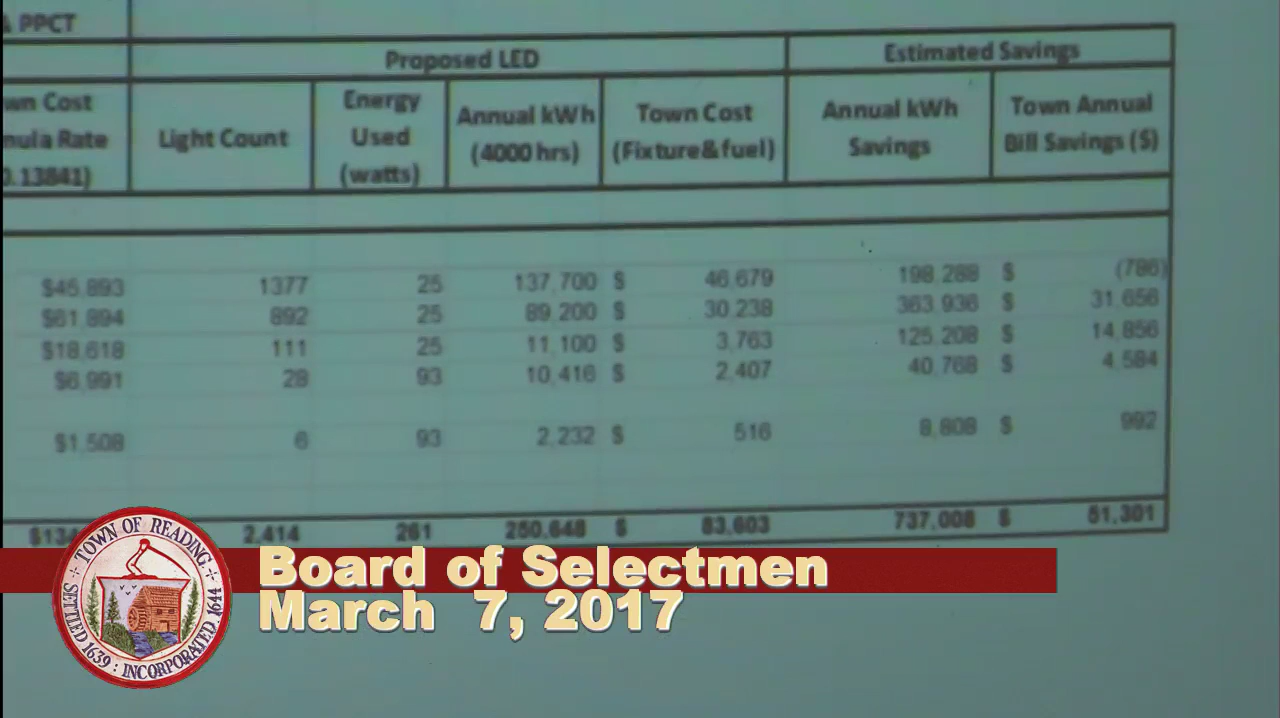 & PPCT
Proposed LED Estimated Savings
wn Cost
mula Rate
0.13841)
Light Count
Energy
Used
(watts)
Annual kWh
(4000 hrs)
Town Cost
(Fixture&fuel)
Annual kWh
Savings
Town Annual
Bill Savings ($)
$45,893 1377 25 137,700 $ 46,679 198,288 $ (786)
$61,894 892 25 89,200 $ 30,238 363,936 $ 31,656
$18,618 111 25 11,100 $ 3,763 125,208 $ 14,856
$6,991 28 93 10,416 $ 2,407 40,768 $ 4,584
$1,508 6 93 2,232 $ 516 8,808 $ 992
$134 2,414 261 250,648 $ 83,603 737,008 $ 51,301
TOWN OF READING
SETTLED 1639 : INCORPORATED 1644
Board of Selectmen
March 7, 2017